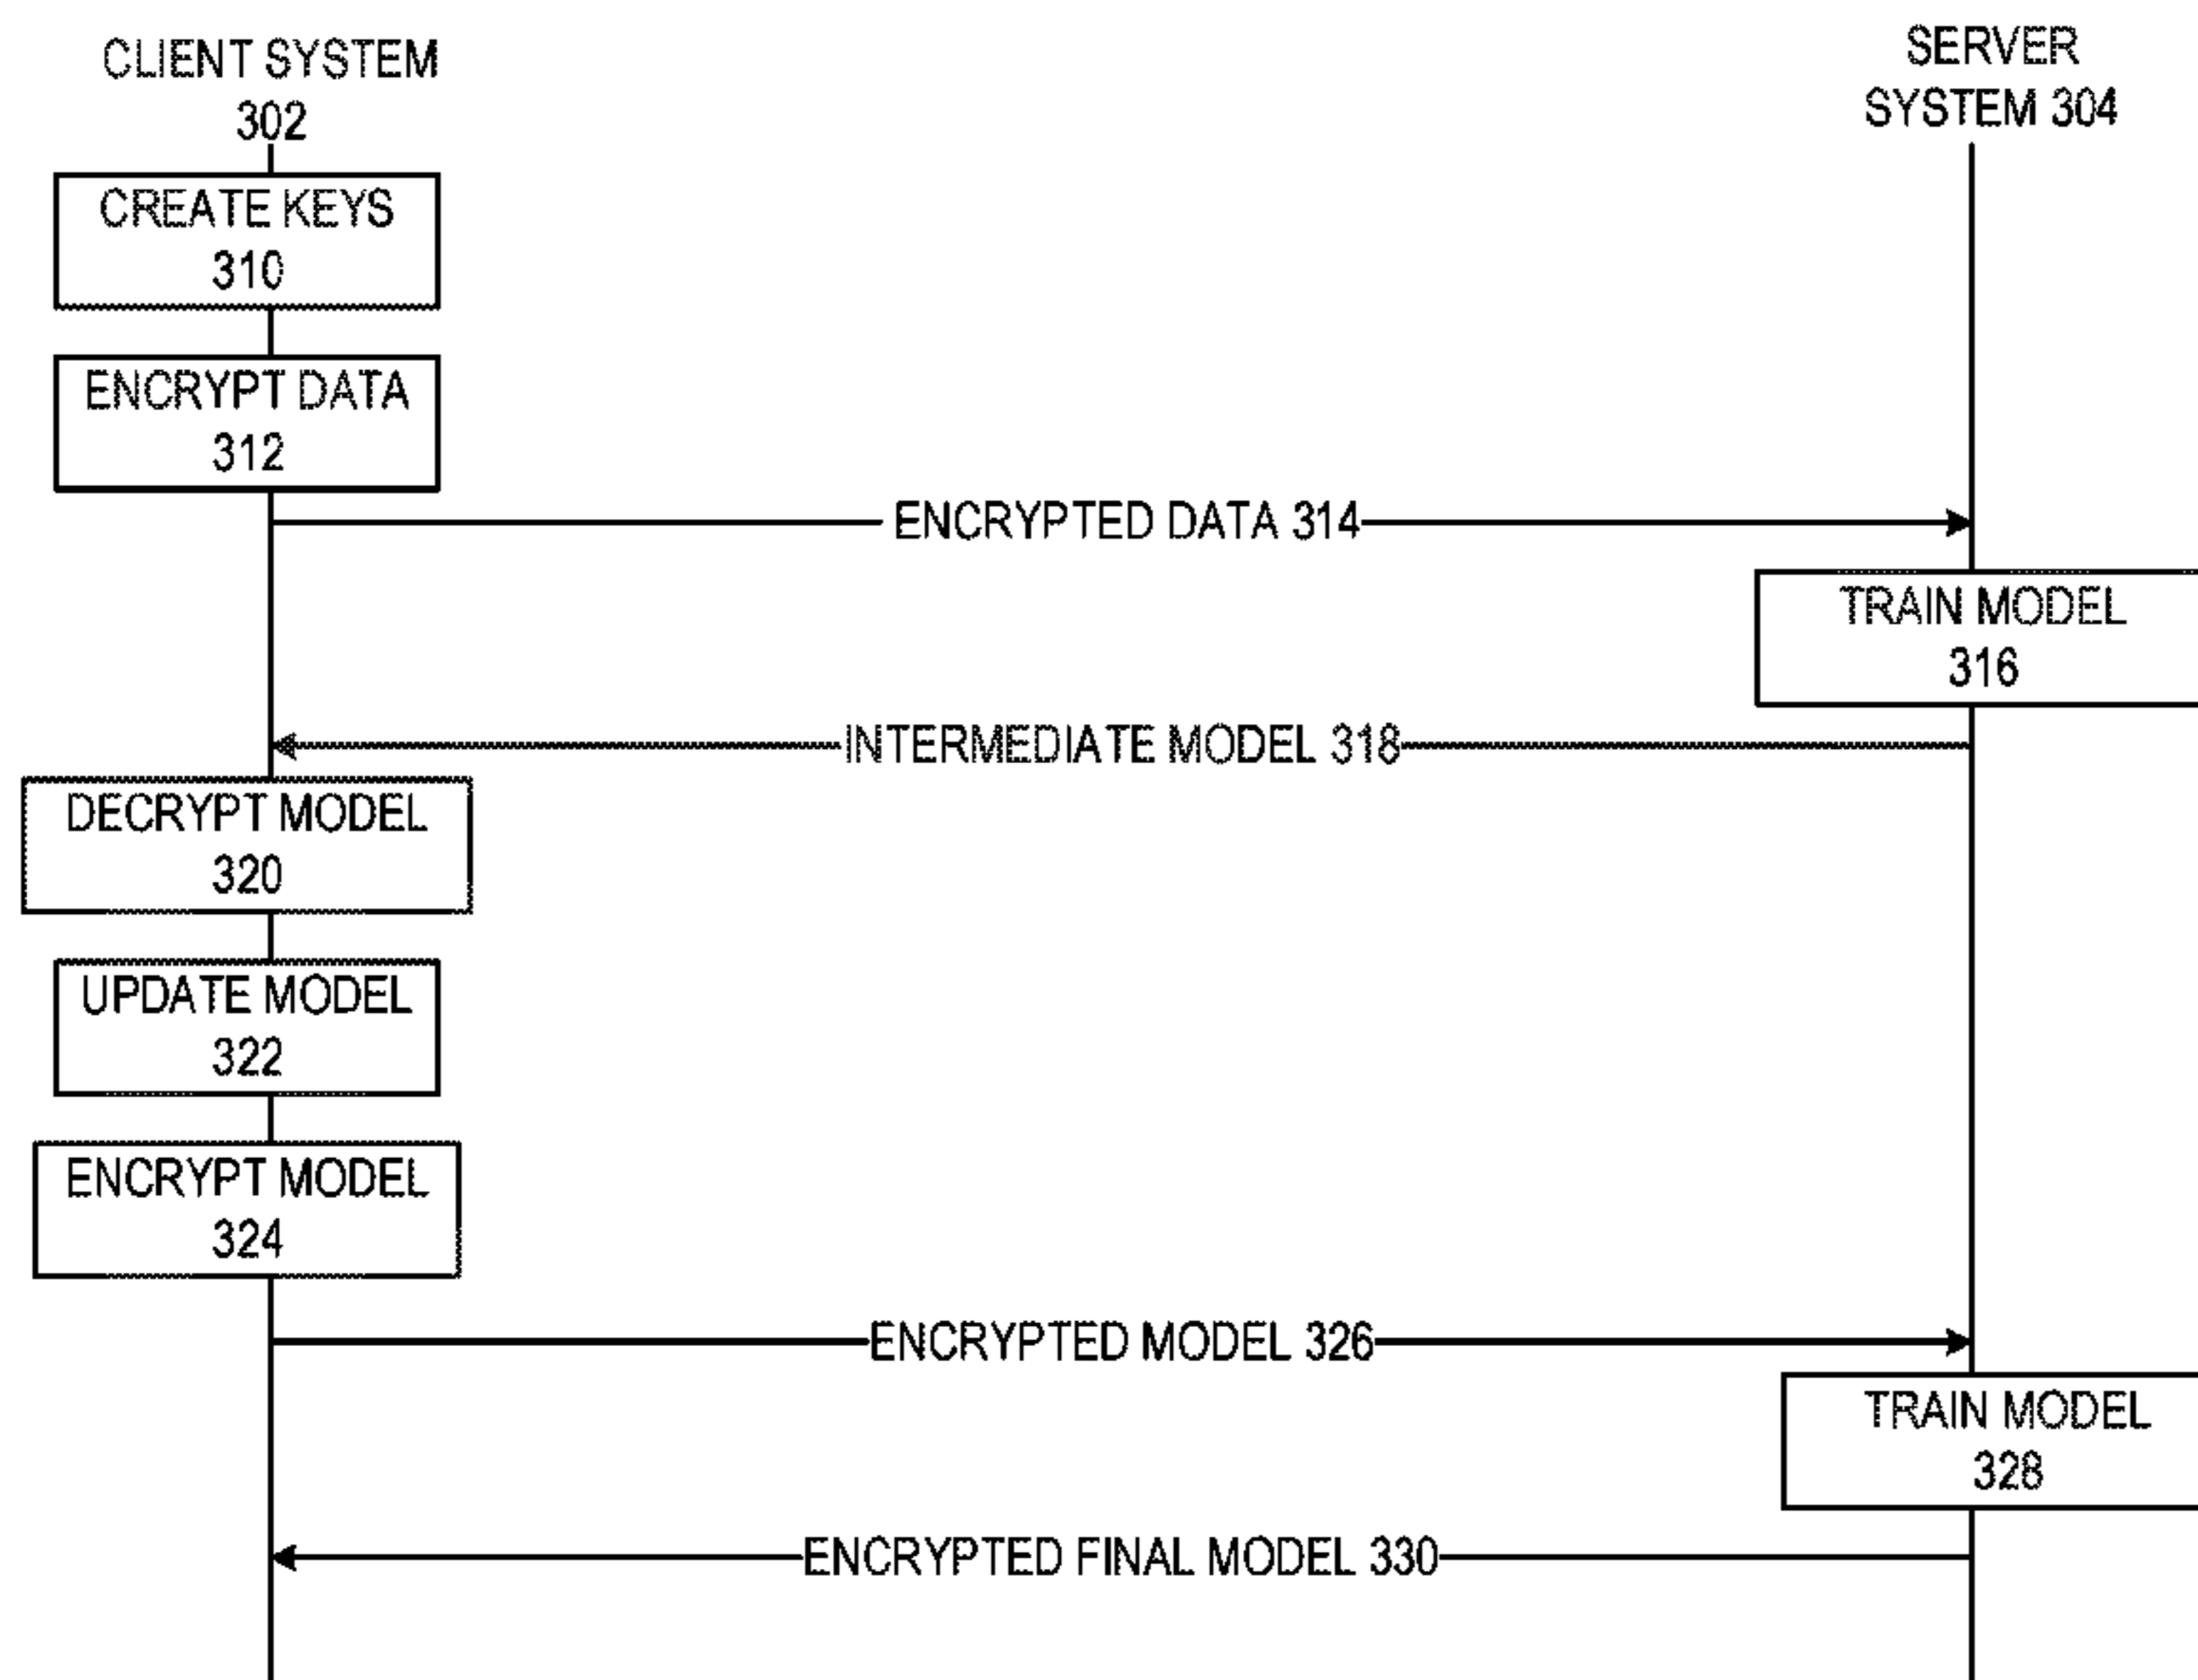 CLIENT SYSTEM
302
SERVER
SYSTEM 304
CREATE KEYS
310
ENCRYPT DATA
312
ENCRYPTED DATA 314
TRAIN MODEL
316
INTERMEDIATE MODEL 318
DECRYPT MODEL
320
UPDATE MODEL
322
ENCRYPT MODEL
324
ENCRYPTED MODEL 326
TRAIN MODEL
328
ENCRYPTED FINAL MODEL 330